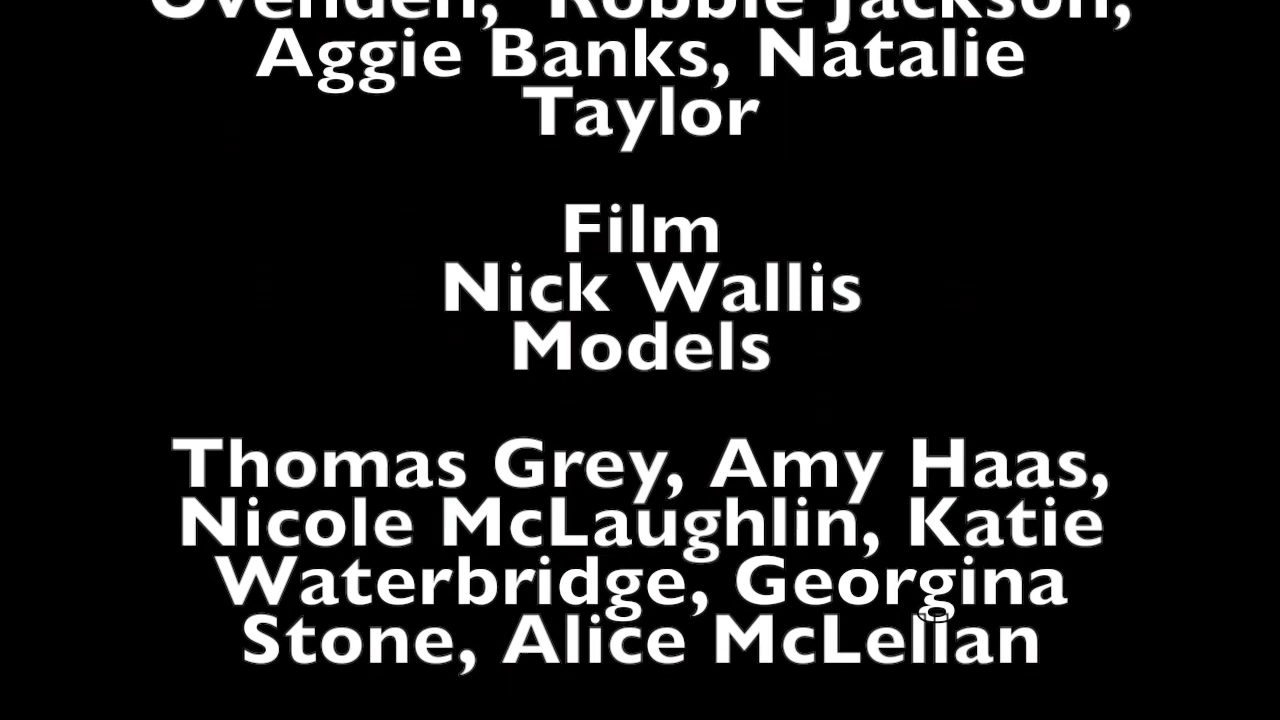 Ovenden, Robbie Jackson,
Aggie Banks, Natalie
Taylor
Film
Nick Wallis
Models
Thomas Grey, Amy Haas,
Nicole McLaughlin, Katie
Waterbridge, Georgina
Stone, Alice McLellan